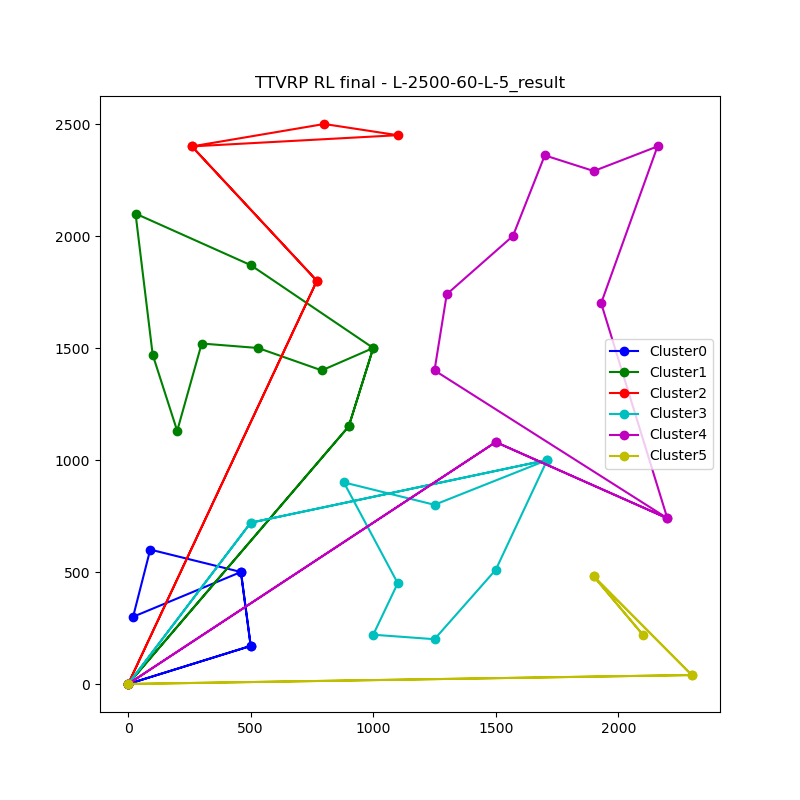 TTVRP RL final - L-2500-60-L-5_result
2500
2000
1500
1000
500
0
Cluster0
Cluster1
Cluster2
Cluster3
Cluster4
Cluster5
0 500 1000 1500 2000